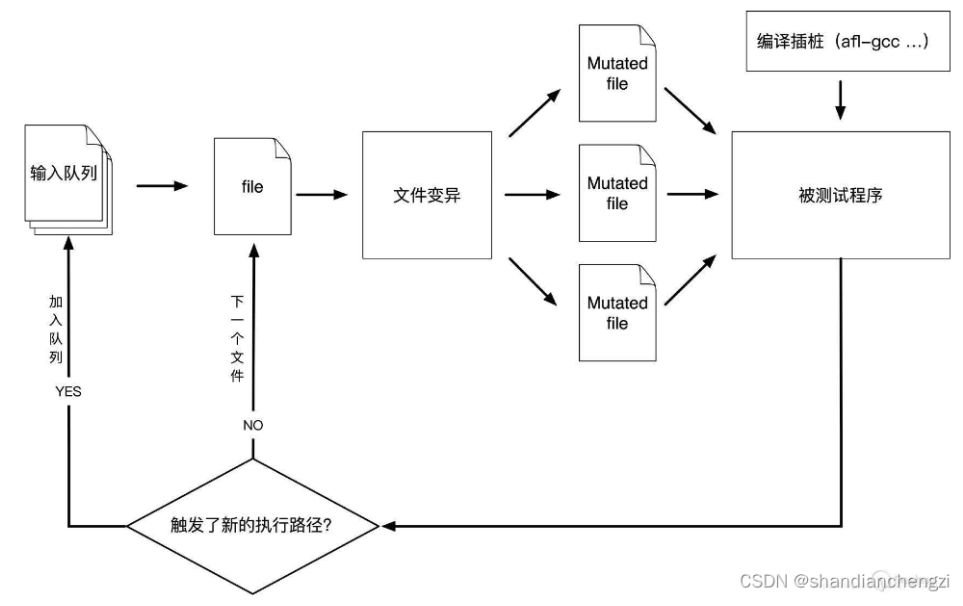 编译插桩（afl-gcc ...）
Mutated
file
输入队列
file
文件变异
Mutated
file
被测试程序
Mutated
file
加入队列
YES
下一个文件
NO
触发了新的执行路径?
CSDN @shandianchengzi